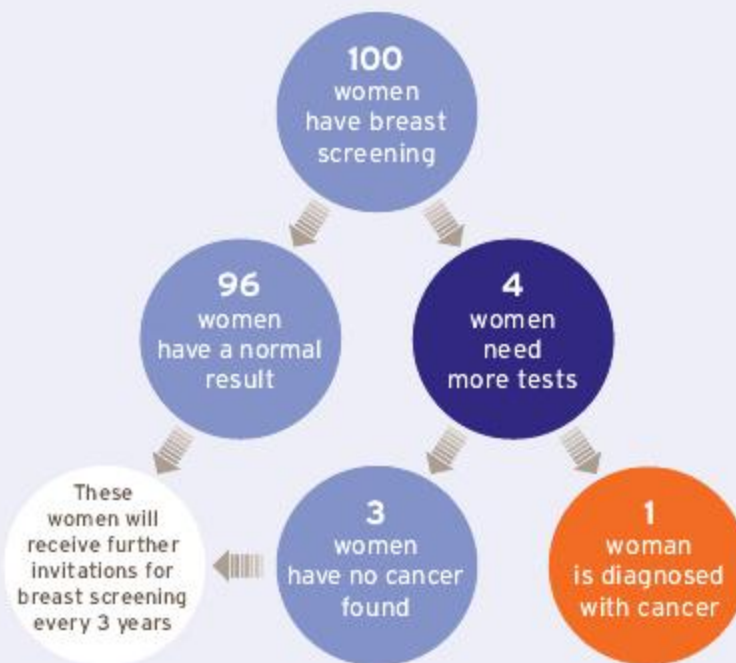 100
women
have breast
screening
96
women
have a normal
result
4
women
need
more tests
These
women will
receive further
invitations for
breast screening
every 3 years
3
women
have no cancer
found
1
woman
is diagnosed
with cancer